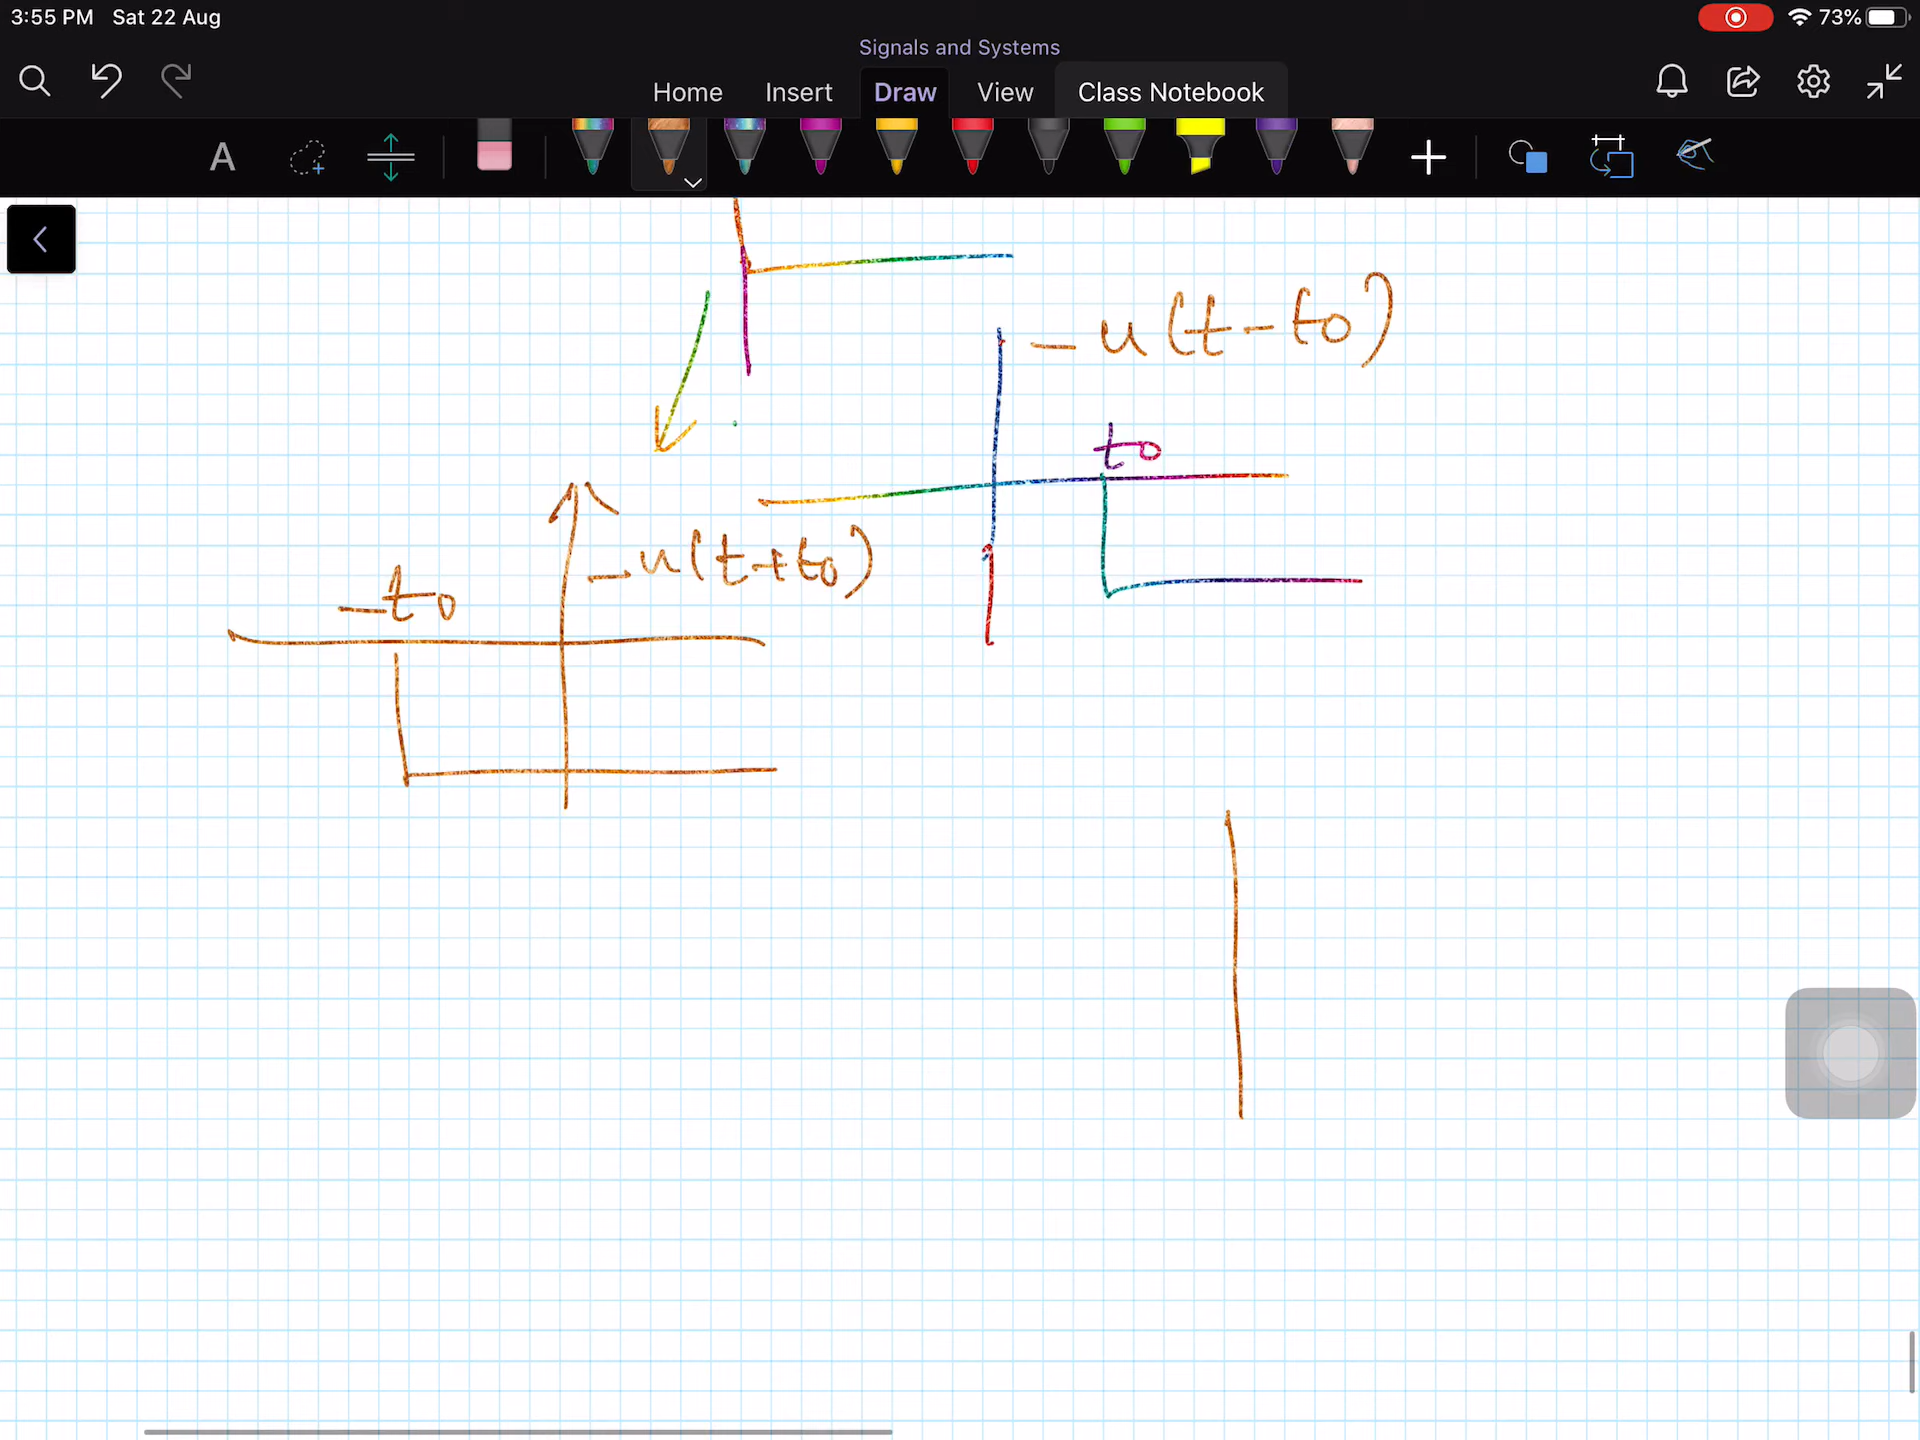 3:55 PM Sat 22 Aug
73%
Signals and Systems
Home Insert Draw View Class Notebook
A
- u(t-to)
to
-u(t+to)
-to